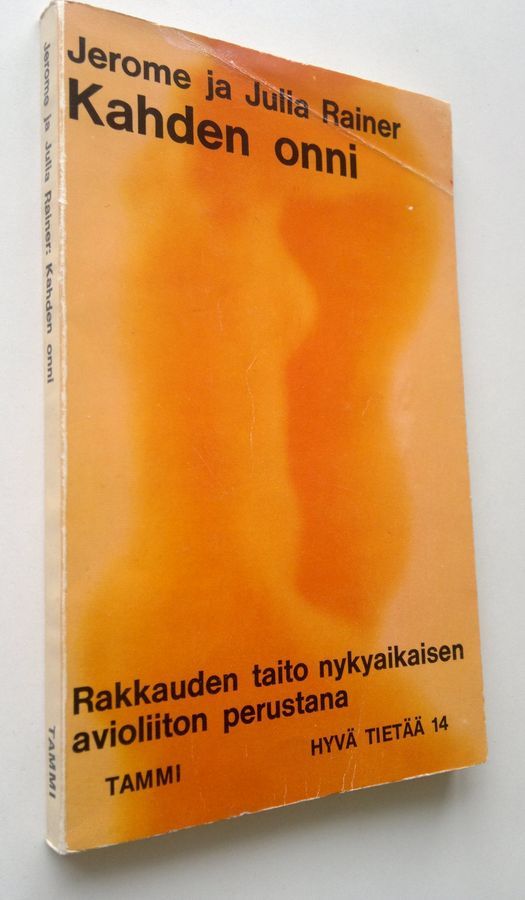 Jerome ja Julia Rainer
Kahden onni
Rakkauden taito nykyaikaisen
avioliiton perustana
HYVÄ TIETÄÄ 14
TAMMI
Jerome ja Julia Rainer: Kahden onni
TAMMI